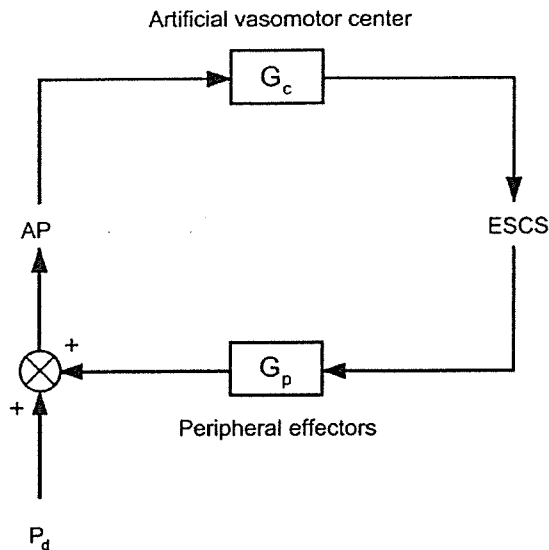 Artificial vasomotor center
G_c
AP
ESCS
+
+
G_p
Peripheral effectors
P_d